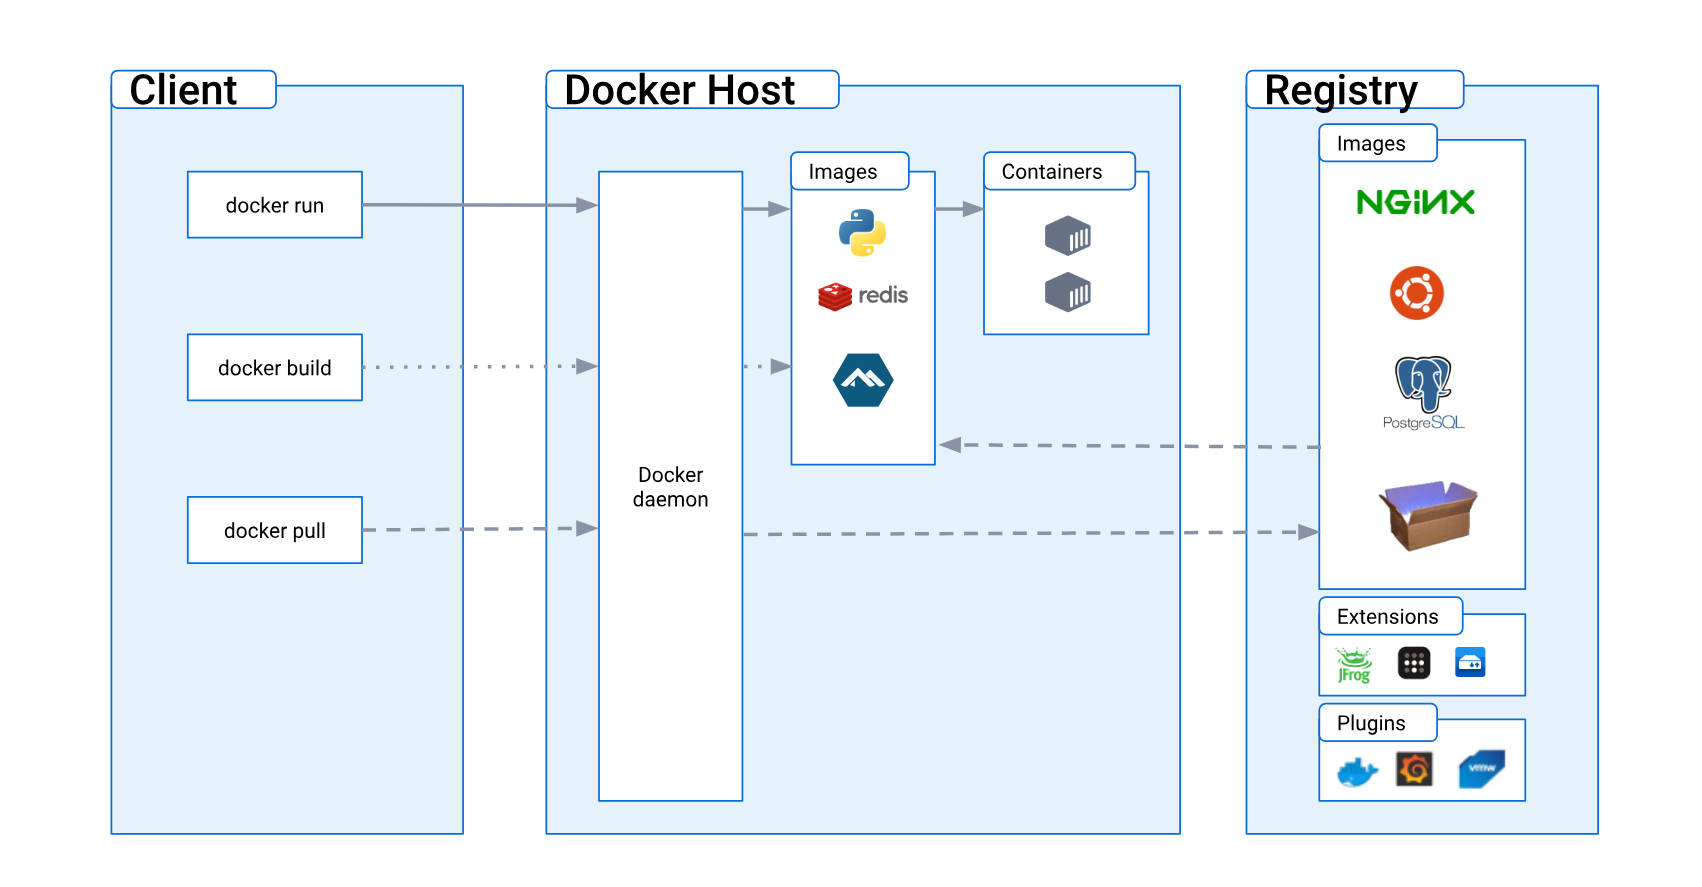 Client
docker run
docker build
docker pull
Docker Host
Docker
daemon
Images
redis
Containers
Registry
Images
NGiNX
PostgreSQL
Extensions
JFrog
Plugins
vmw